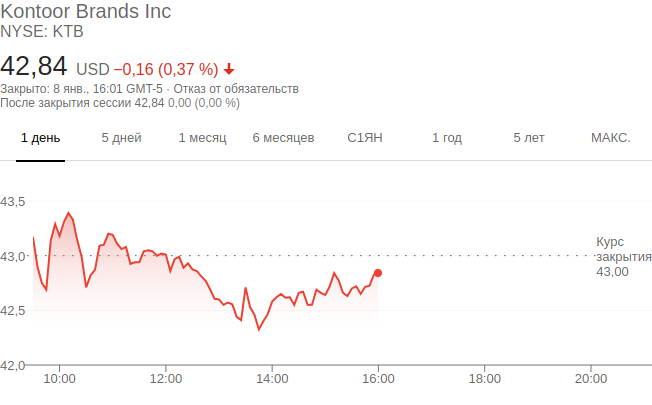 Kontoor Brands Inc
NYSE: KTB
42,84 USD −0,16 (0,37 %)
Закрыто: 8 янв., 16:01 GMT-5 · Отказ от обязательств
После закрытия сессии 42,84 0,00 (0,00 %)
1 день 5 дней 1 месяц 6 месяцев С1ЯН 1 год 5 лет МАКС.
43,5
43,0
42,5
42,0
Курс
закрытия
43,00
10:00 12:00 14:00 16:00 18:00 20:00